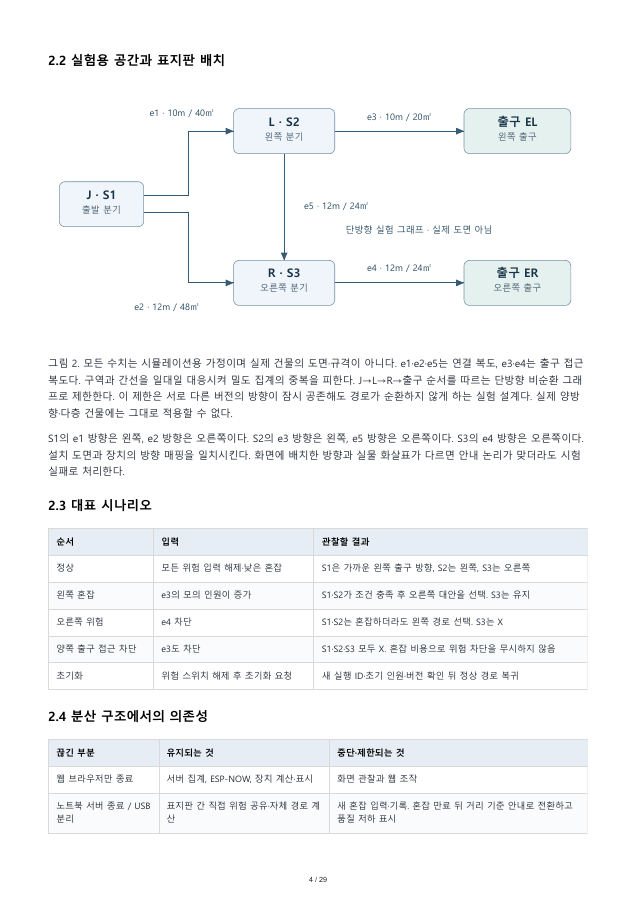 2.2 실험용 공간과 표지판 배치
e1 · 10m / 40㎡
L · S2
왼쪽 분기
e3 · 10m / 20㎡
출구 EL
왼쪽 출구
J · S1
출발 분기
e5 · 12m / 24㎡
단방향 실험 그래프 · 실제 도면 아님
R · S3
오른쪽 분기
e4 · 12m / 24㎡
출구 ER
오른쪽 출구
e2 · 12m / 48㎡
그림 2. 모든 수치는 시뮬레이션용 가정이며 실제 건물의 도면·규격이 아니다. e1·e2·e5는 연결 복도, e3·e4는 출구 접근
복도다. 구역과 간선을 일대일 대응시켜 밀도 집계의 중복을 피한다. J→L→R→출구 순서를 따르는 단방향 비순환 그래
프로 제한한다. 이 제한은 서로 다른 버전의 방향이 잠시 공존해도 경로가 순환하지 않게 하는 실험 설계다. 실제 양방
향·다층 건물에는 그대로 적용할 수 없다.
S1의 e1 방향은 왼쪽, e2 방향은 오른쪽이다. S2의 e3 방향은 왼쪽, e5 방향은 오른쪽이다. S3의 e4 방향은 오른쪽이다.
설치 도면과 장치의 방향 매핑을 일치시킨다. 화면에 배치한 방향과 실물 화살표가 다르면 안내 논리가 맞더라도 시험
실패로 처리한다.
2.3 대표 시나리오
순서 입력 관찰할 결과
정상 모든 위험 입력 해제·낮은 혼잡 S1은 가까운 왼쪽 출구 방향, S2는 왼쪽, S3는 오른쪽
왼쪽 혼잡 e3의 모의 인원이 증가 S1·S2가 조건 충족 후 오른쪽 대안을 선택. S3는 유지
오른쪽 위험 e4 차단 S1·S2는 혼잡하더라도 왼쪽 경로 선택. S3는 X
양쪽 출구 접근 차단 e3도 차단 S1·S2·S3 모두 X. 혼잡 비용으로 위험 차단을 무시하지 않음
초기화 위험 스위치 해제 후 초기화 요청 새 실행 ID·초기 인원·버전 확인 뒤 정상 경로 복귀
2.4 분산 구조에서의 의존성
끊긴 부분 유지되는 것 중단·제한되는 것
웹 브라우저만 종료 서버 집계, ESP-NOW, 장치 계산·표시 화면 관찰과 웹 조작
노트북 서버 종료 / USB 표지판 간 직접 위험 공유·자체 경로 계 새 혼잡 입력·기록. 혼잡 만료 뒤 거리 기준 안내로 전환하고
분리 산 품질 저하 표시
4 / 29